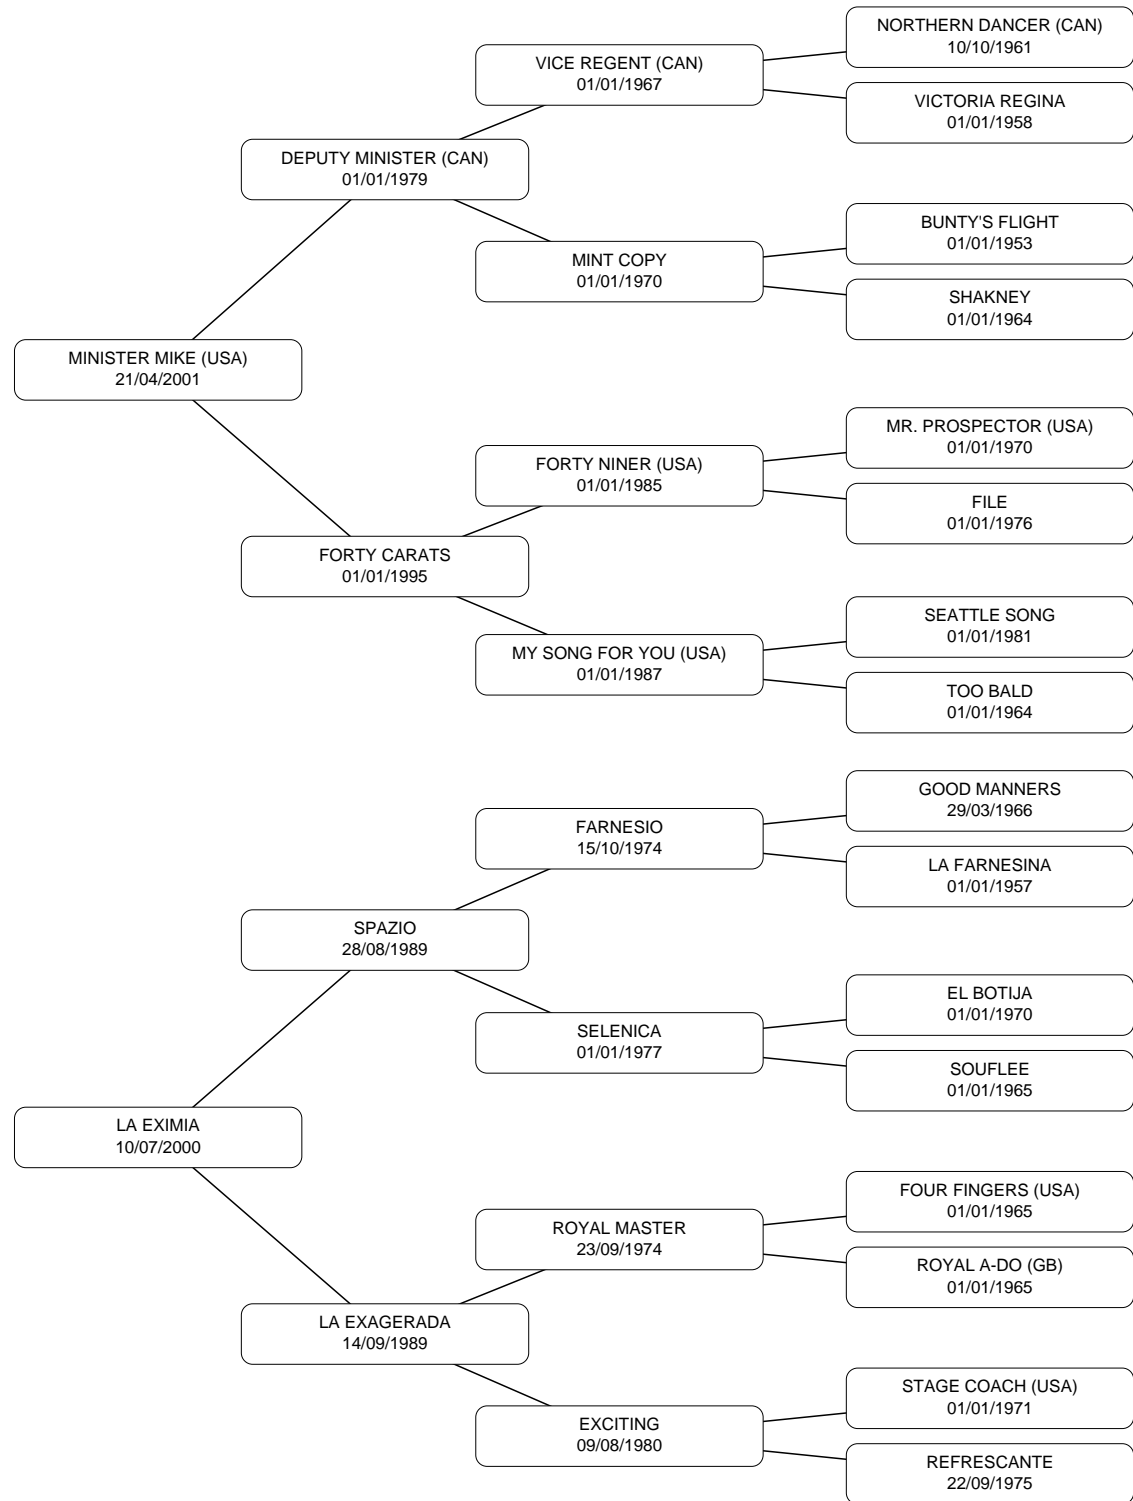 NORTHERN DANCER (CAN)
10/10/1961
VICE REGENT (CAN)
01/01/1967
VICTORIA REGINA
01/01/1958
DEPUTY MINISTER (CAN)
01/01/1979
BUNTY'S FLIGHT
01/01/1953
MINT COPY
01/01/1970
SHAKNEY
01/01/1964
MINISTER MIKE (USA)
21/04/2001
MR. PROSPECTOR (USA)
01/01/1970
FORTY NINER (USA)
01/01/1985
FILE
01/01/1976
FORTY CARATS
01/01/1995
SEATTLE SONG
01/01/1981
MY SONG FOR YOU (USA)
01/01/1987
TOO BALD
01/01/1964
GOOD MANNERS
29/03/1966
FARNESIO
15/10/1974
LA FARNESINA
01/01/1957
SPAZIO
28/08/1989
EL BOTIJA
01/01/1970
SELENICA
01/01/1977
SOUFLEE
01/01/1965
LA EXIMIA
10/07/2000
FOUR FINGERS (USA)
01/01/1965
ROYAL MASTER
23/09/1974
ROYAL A-DO (GB)
01/01/1965
LA EXAGERADA
14/09/1989
STAGE COACH (USA)
01/01/1971
EXCITING
09/08/1980
REFRESCANTE
22/09/1975